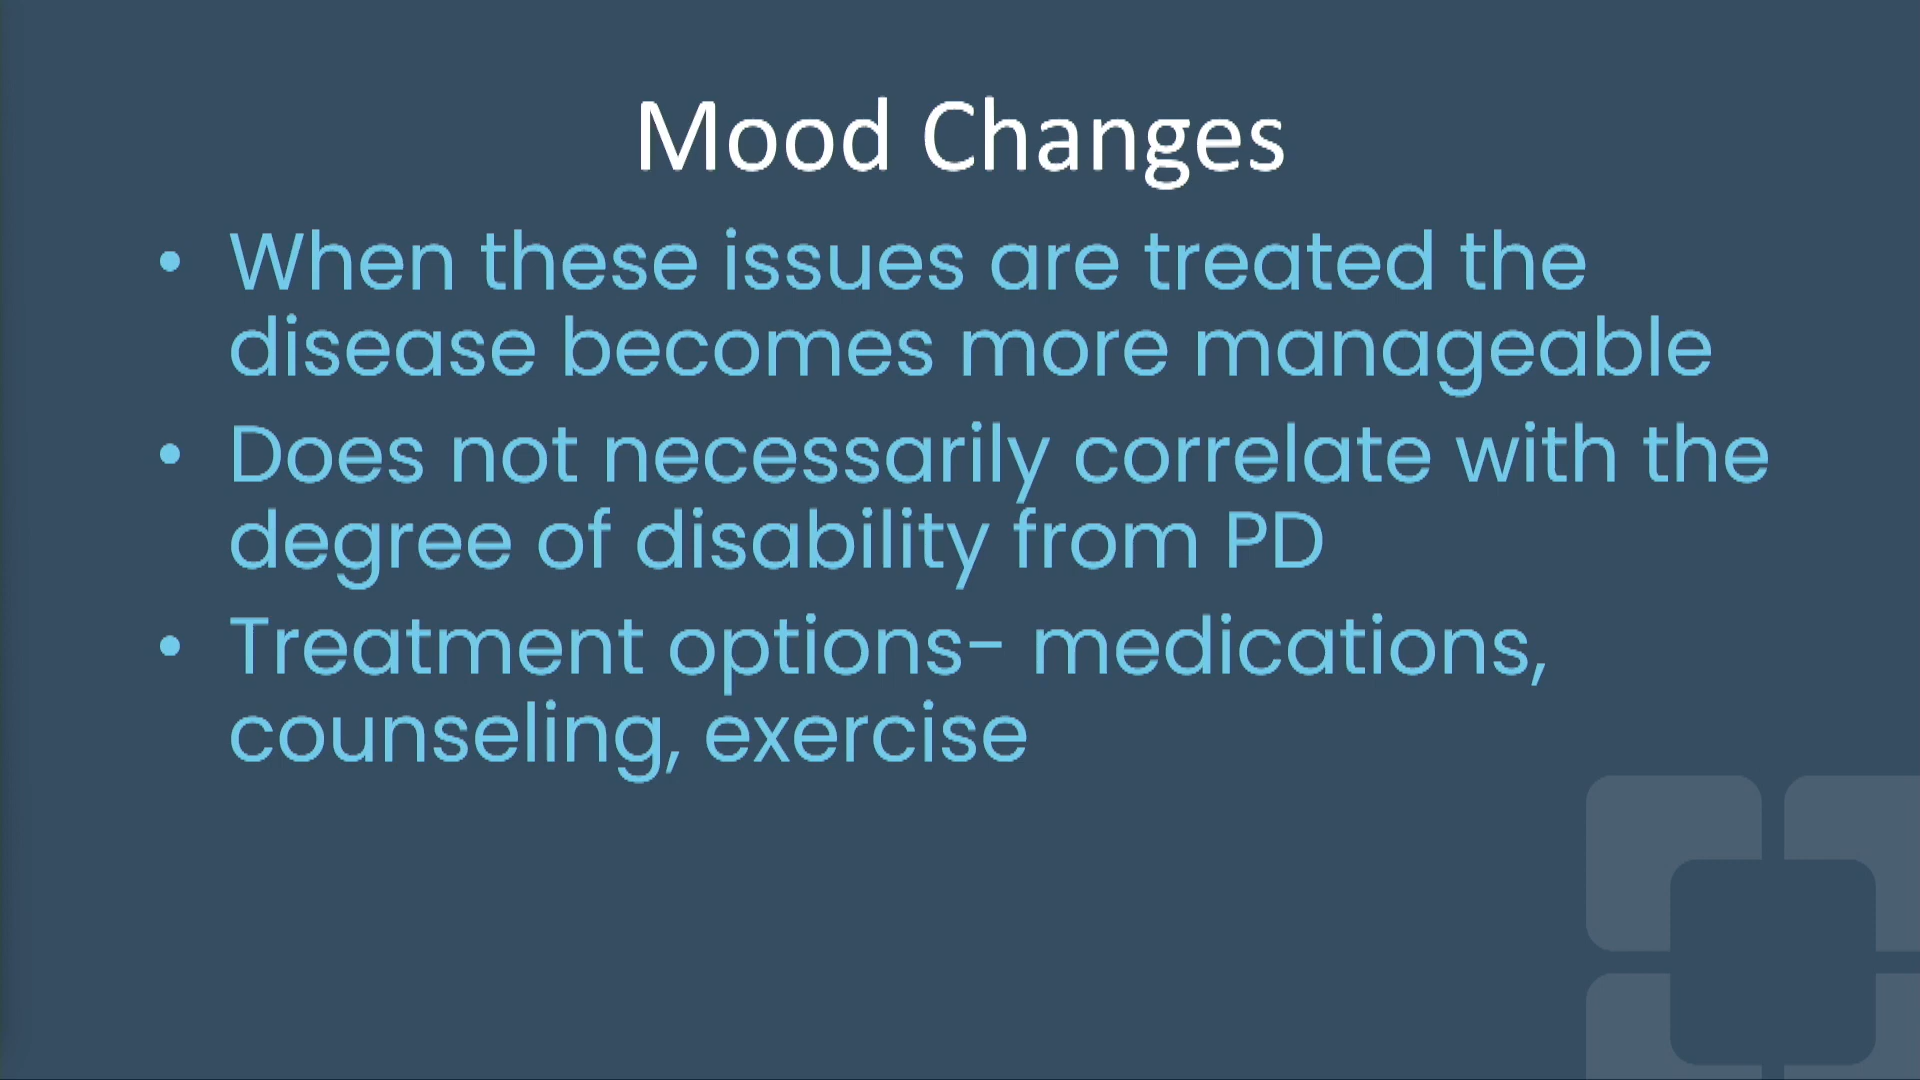 Mood Changes
• When these issues are treated the
disease becomes more manageable
• Does not necessarily correlate with the
degree of disability from PD
• Treatment options- medications,
counseling, exercise